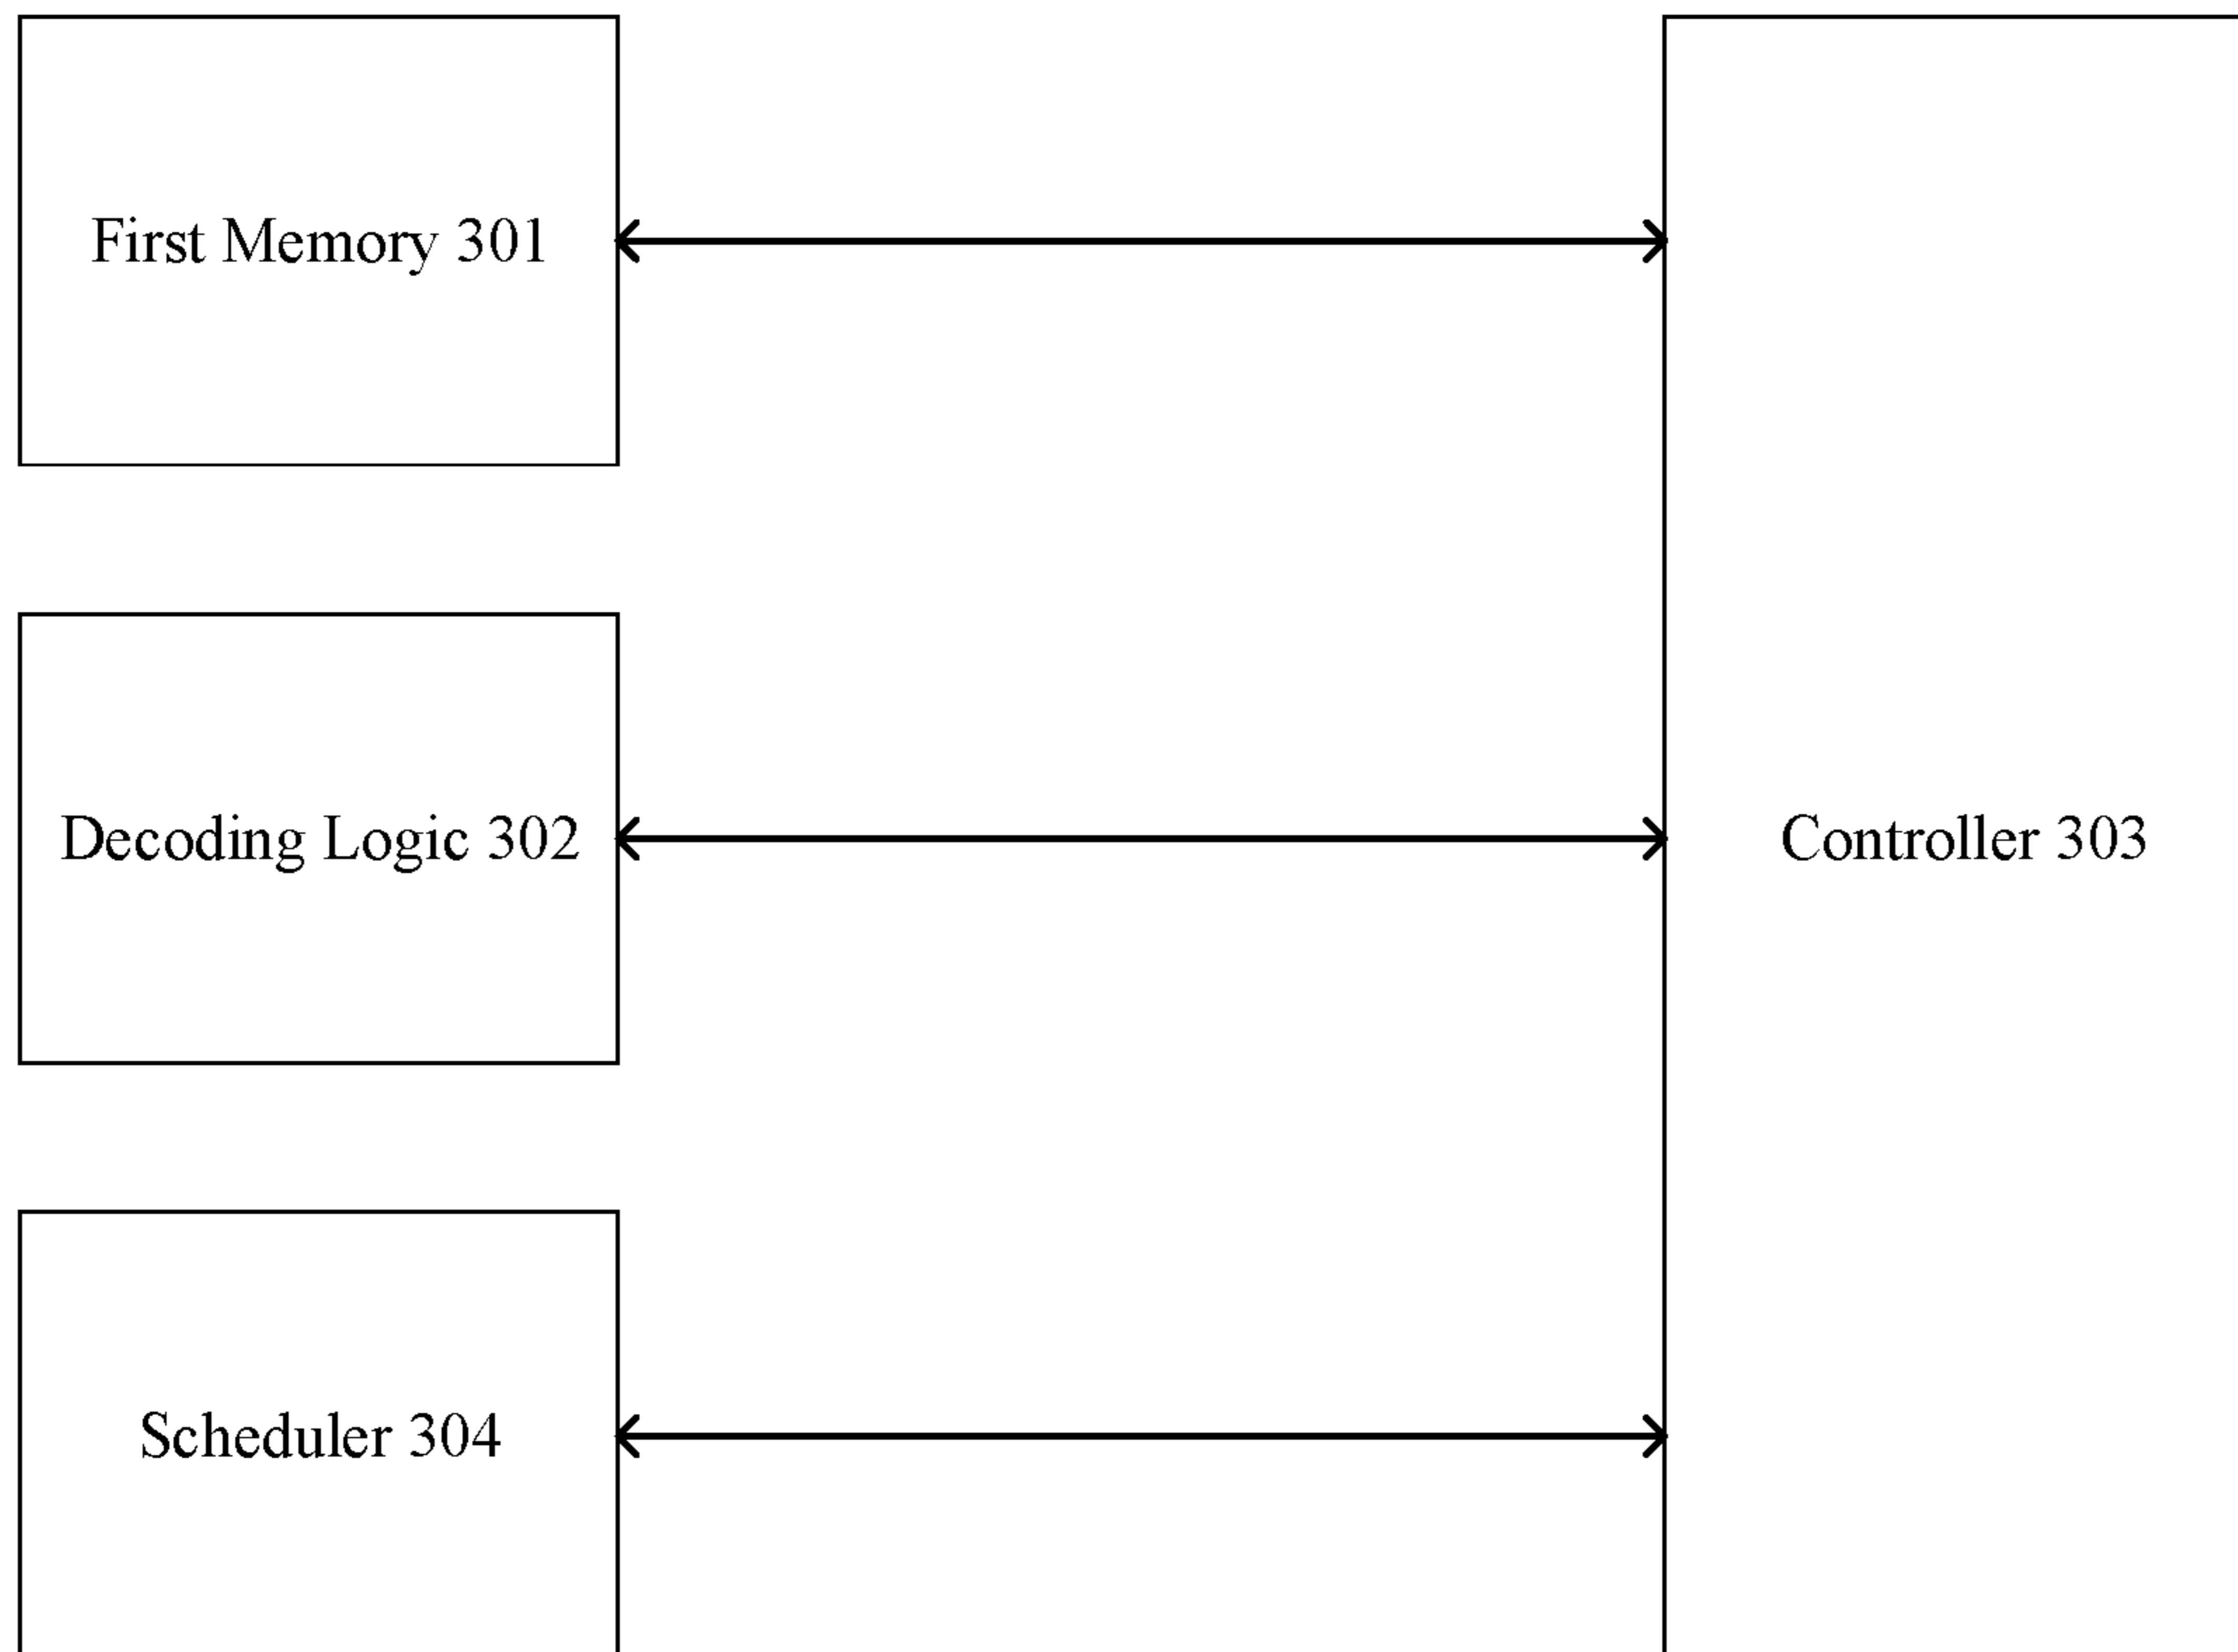 First Memory 301
Decoding Logic 302
Controller 303
Scheduler 304